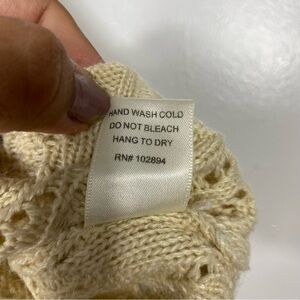 HAND WASH COLD
DO NOT BLEACH
HANG TO DRY
RN# 102894